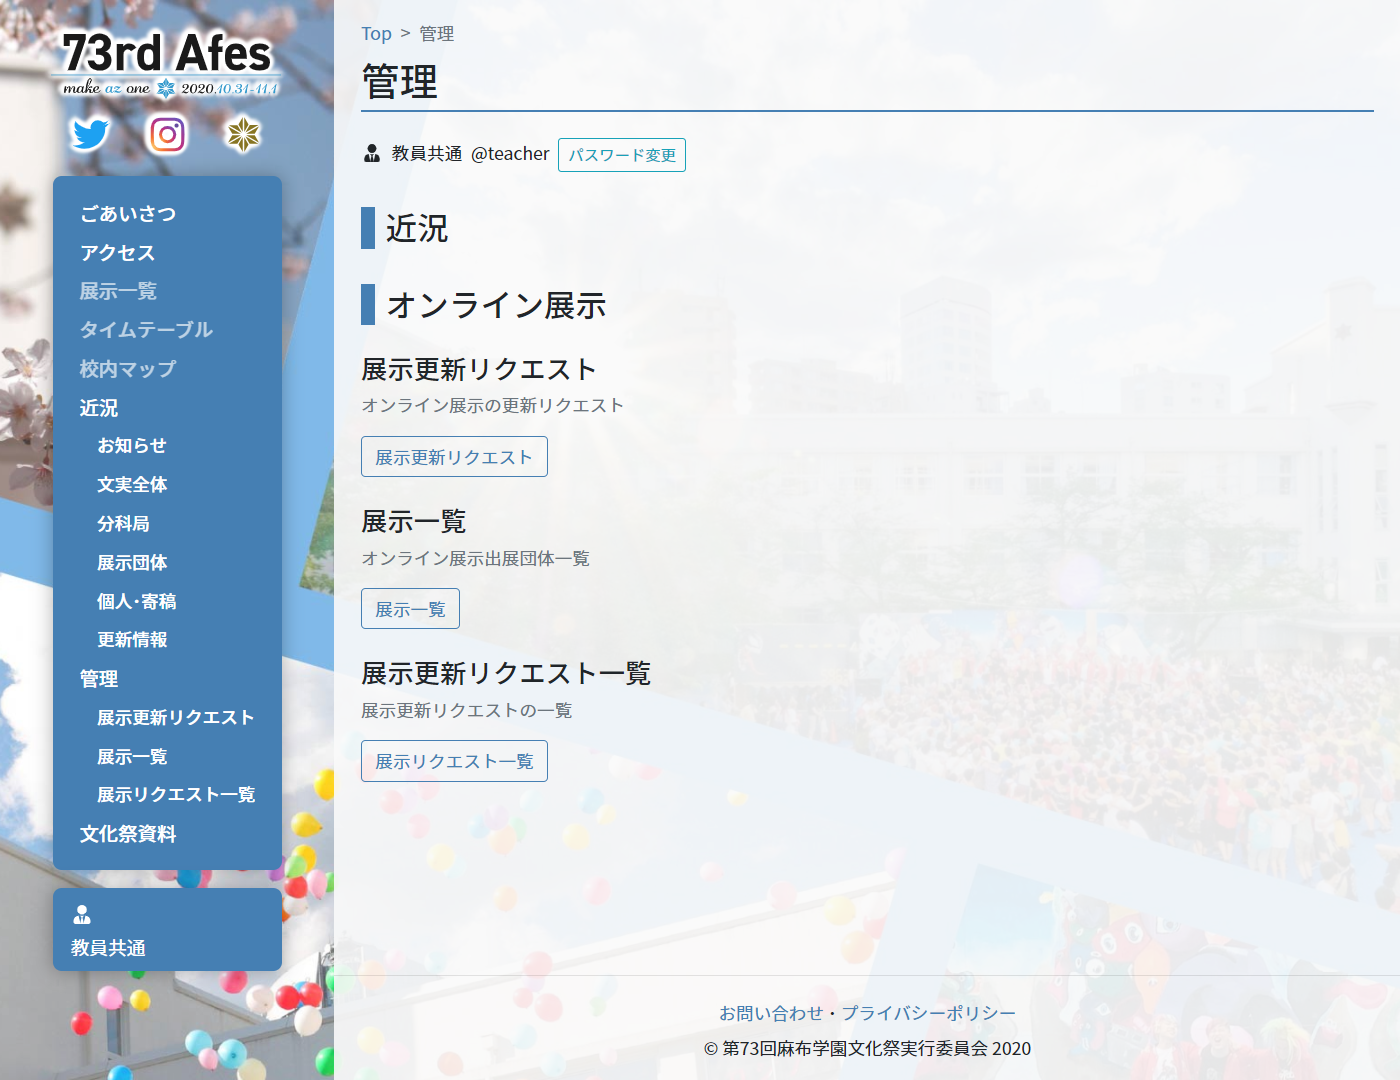 73rd Afes
make az one 2020.10.31-11.1
ごあいさつ
アクセス
展示一覧
タイムテーブル
校内マップ
近況
お知らせ
文実全体
分科局
展示団体
個人･寄稿
更新情報
管理
展示更新リクエスト
展示一覧
展示リクエスト一覧
文化祭資料
教員共通
Top > 管理
管理
教員共通 @teacher パスワード変更
近況
オンライン展示
展示更新リクエスト
オンライン展示の更新リクエスト
展示更新リクエスト
展示一覧
オンライン展示出展団体一覧
展示一覧
展示更新リクエスト一覧
展示更新リクエストの一覧
展示リクエスト一覧
お問い合わせ・プライバシーポリシー
© 第73回麻布学園文化祭実行委員会 2020